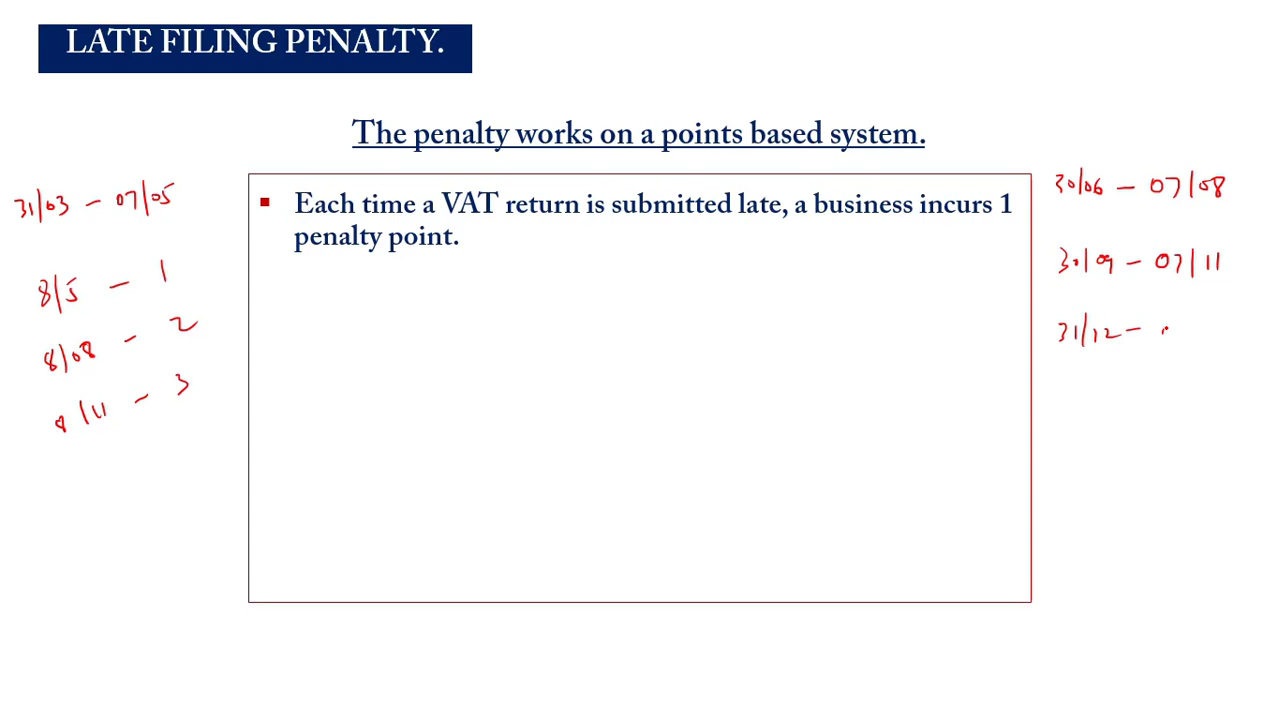 LATE FILING PENALTY.
The penalty works on a points based system.
▪ Each time a VAT return is submitted late, a business incurs 1
penalty point.
31/03 - 07/05
8/5 - 1
8/08 - 2
8/11 - 3
30/06 - 07/08
30/09 - 07/11
31/12 -